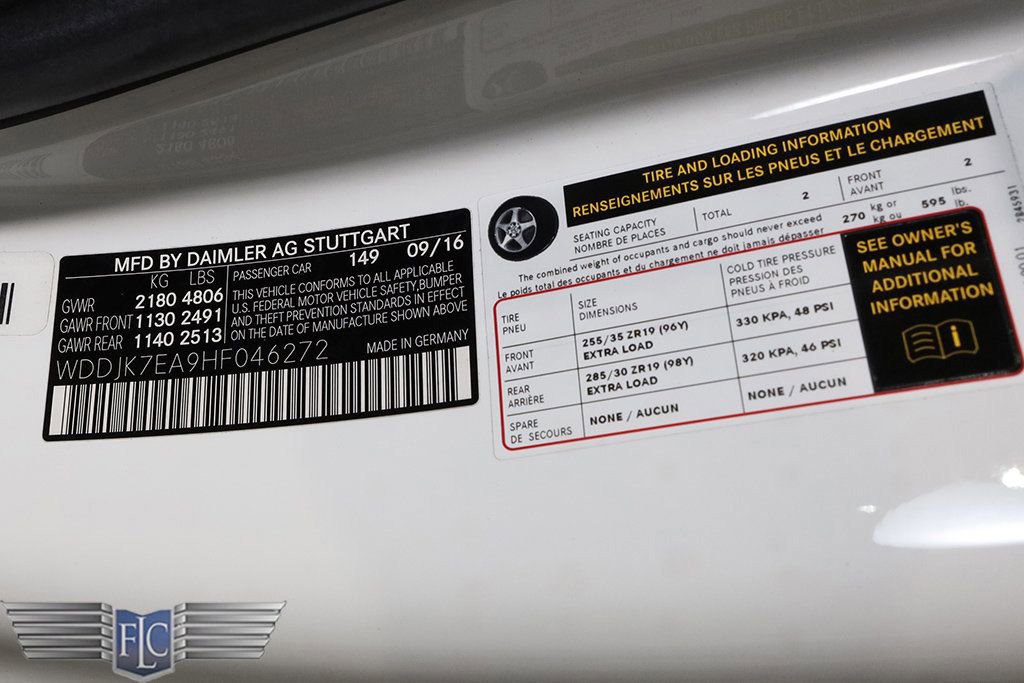 MFD BY DAIMLER AG STUTTGART
KG LBS PASSENGER CAR 149 09/16
GVWR 2180 4806
GAWR FRONT 1130 2491
GAWR REAR 1140 2513
THIS VEHICLE CONFORMS TO ALL APPLICABLE
U.S. FEDERAL MOTOR VEHICLE SAFETY, BUMPER
AND THEFT PREVENTION STANDARDS IN EFFECT
ON THE DATE OF MANUFACTURE SHOWN ABOVE
WDDJK7EA9HF046272 MADE IN GERMANY
TIRE AND LOADING INFORMATION
RENSEIGNEMENTS SUR LES PNEUS ET LE CHARGEMENT
SEATING CAPACITY TOTAL 2 FRONT 2
NOMBRE DE PLACES AVANT
The combined weight of occupants and cargo should never exceed 270 kg or 595 lbs.
Le poids total des occupants et du chargement ne doit jamais dépasser kg ou lb.
TIRE SIZE COLD TIRE PRESSURE
PNEU DIMENSIONS PRESSION DES
PNEUS À FROID
FRONT 255/35 ZR19 (96Y) 330 KPA, 48 PSI
AVANT EXTRA LOAD
REAR 285/30 ZR19 (98Y) 320 KPA, 46 PSI
ARRIÈRE EXTRA LOAD
SPARE NONE / AUCUN NONE / AUCUN
DE SECOURS
SEE OWNER'S
MANUAL FOR
ADDITIONAL
INFORMATION
i
2845931
FLC